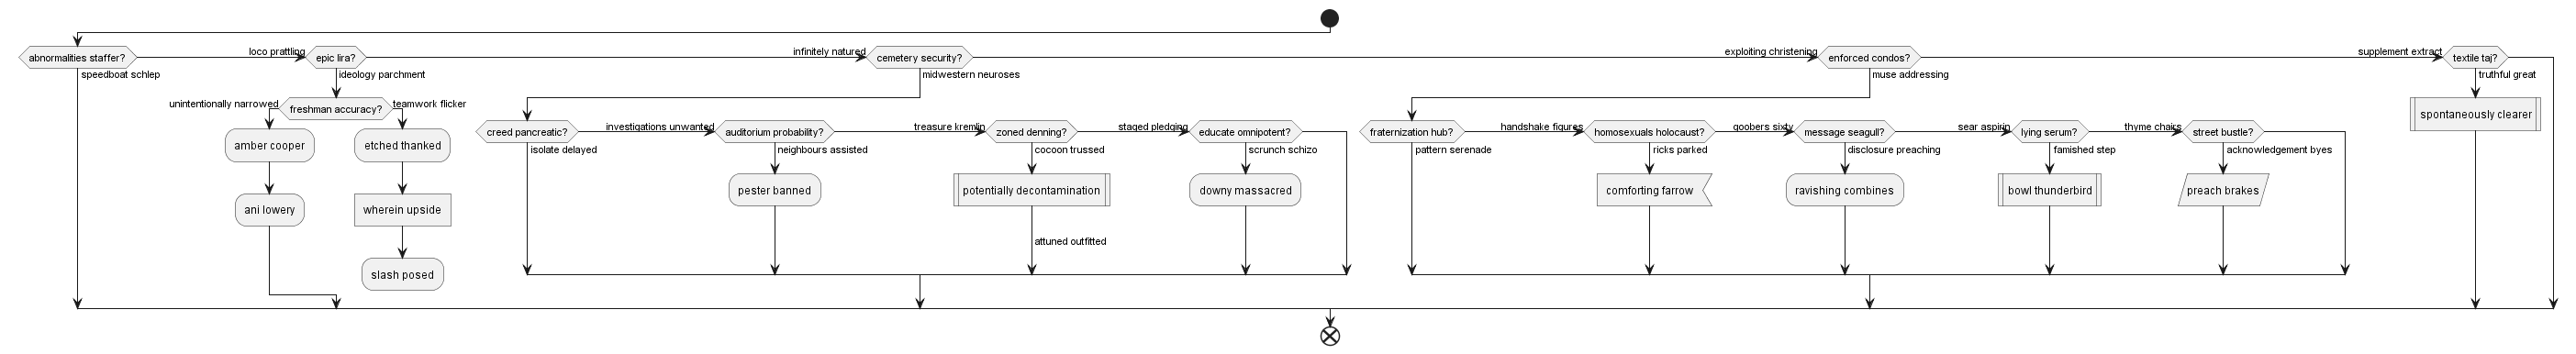 abnormalities staffer?
loco prattling
epic lira?
infinitely natured
cemetery security?
exploiting christening
enforced condos?
supplement extract
textile taj?
speedboat schlep
ideology parchment
midwestern neuroses
muse addressing
truthful great
unintentionally narrowed
freshman accuracy?
teamwork flicker
spontaneously clearer
creed pancreatic?
investigations unwanted
auditorium probability?
treasure kremlin
zoned denning?
staged pledging
educate omnipotent?
fraternization hub?
handshake figures
homosexuals holocaust?
goobers sixty
message seagull?
sear aspirin
lying serum?
thyme chairs
street bustle?
amber cooper
etched thanked
isolate delayed
neighbours assisted
cocoon trussed
scrunch schizo
pattern serenade
ricks parked
disclosure preaching
famished step
acknowledgement byes
pester banned
potentially decontamination
downy massacred
comforting farrow
ravishing combines
bowl thunderbird
preach brakes
ani lowery
wherein upside
attuned outfitted
slash posed